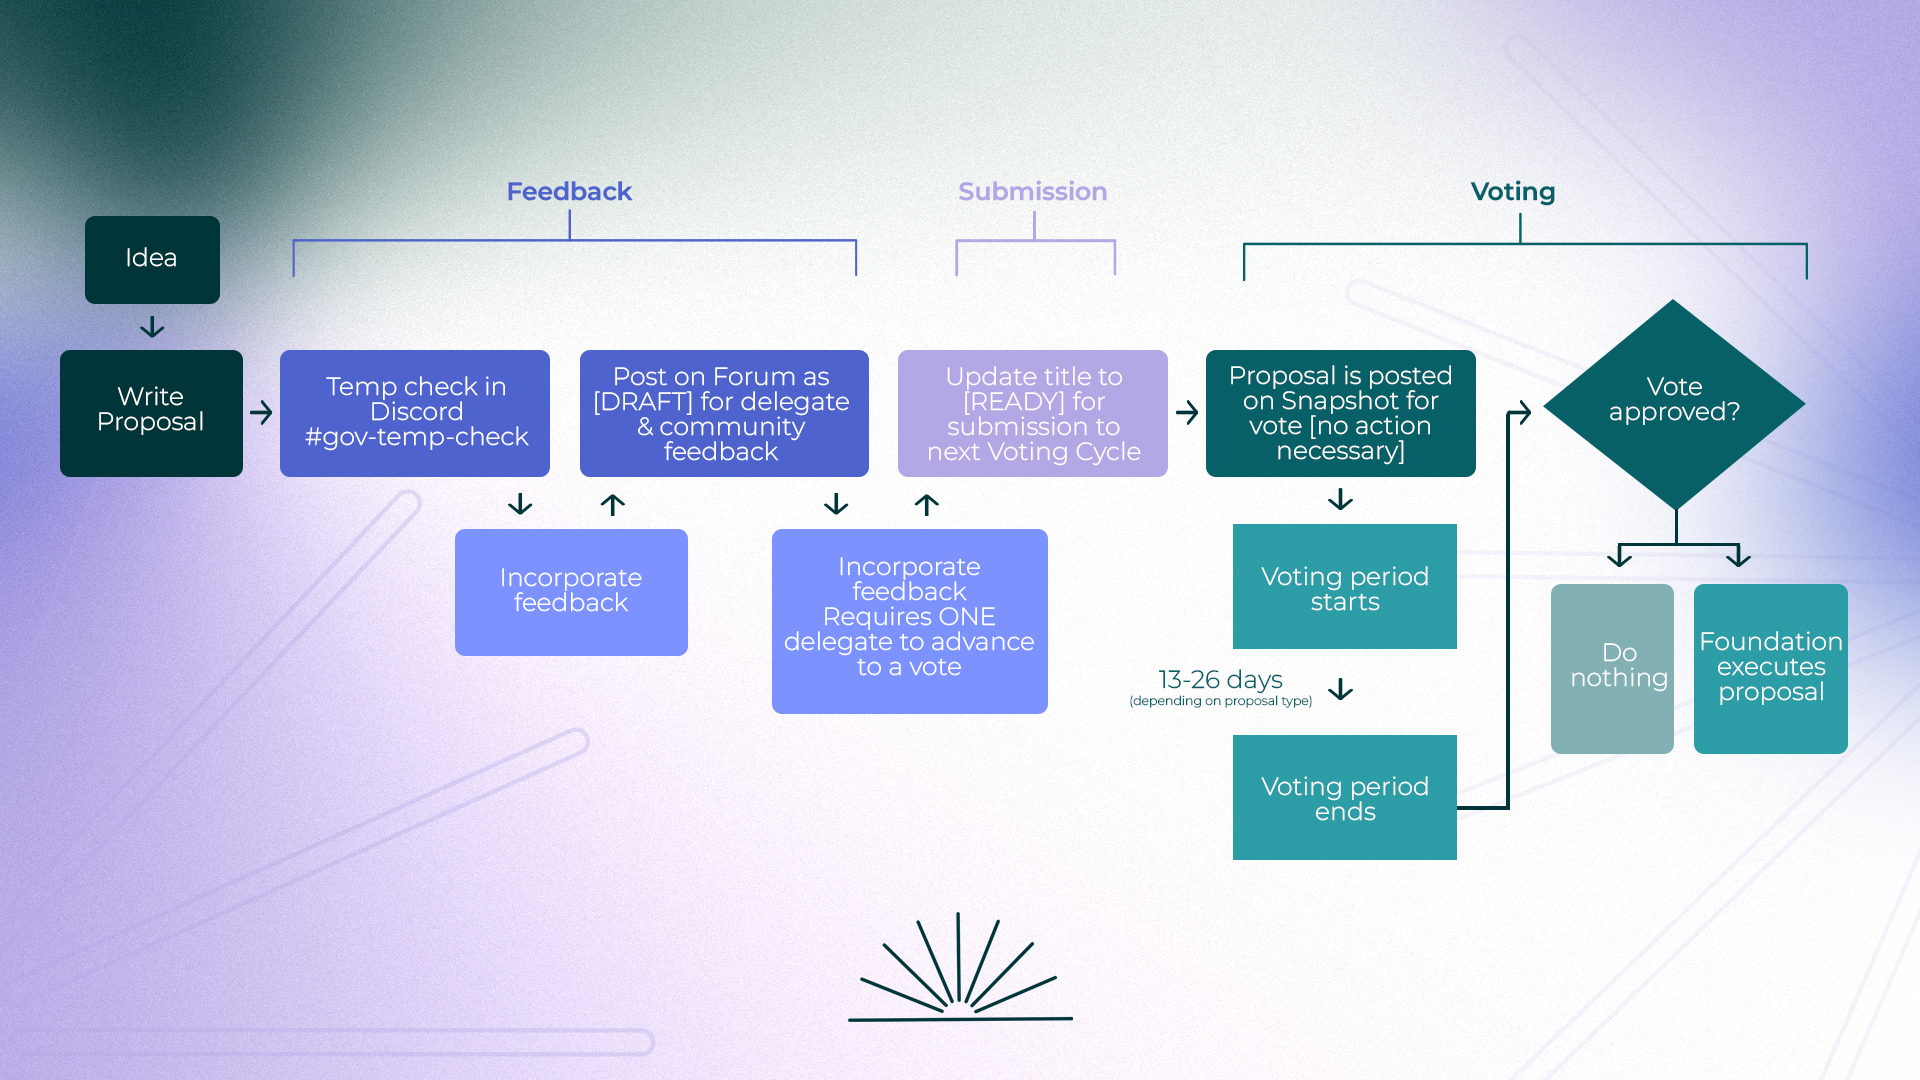 Feedback
Submission
Voting
Idea
Write
Proposal
Temp check in
Discord
#gov-temp-check
Post on Forum as
[DRAFT] for delegate
& community
feedback
Update title to
[READY] for
submission to
next Voting Cycle
Proposal is posted
on Snapshot for
vote [no action
necessary]
Vote
approved?
Incorporate
feedback
Incorporate
feedback
Requires ONE
delegate to advance
to a vote
Voting period
starts
13-26 days
(depending on proposal type)
Voting period
ends
Do
nothing
Foundation
executes
proposal